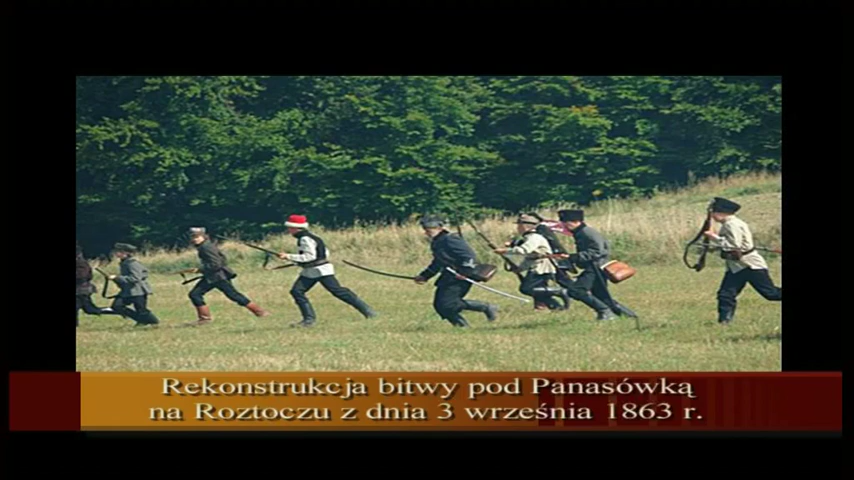 Rekonstrukcja bitwy pod Panasówką
na Roztoczu z dnia 3 września 1863 r.